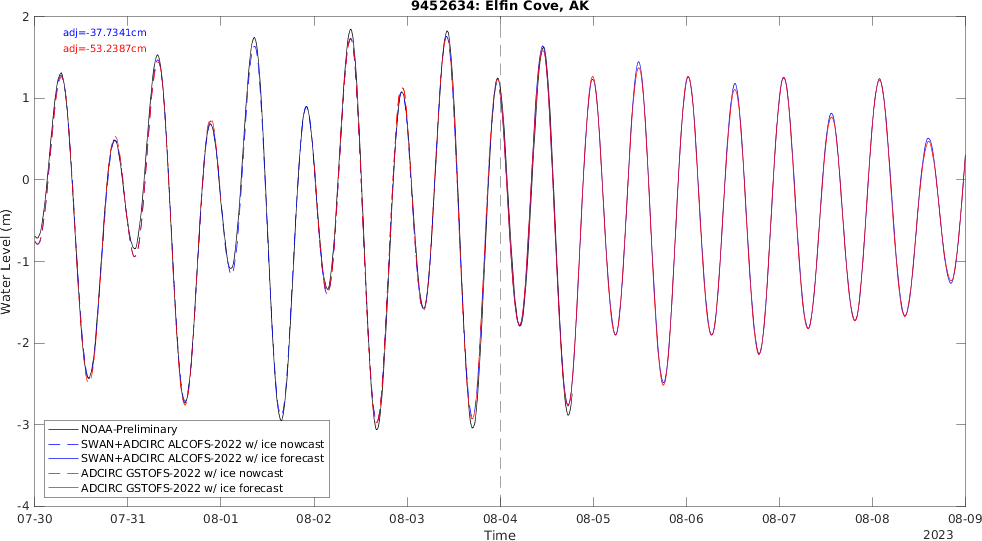 9452634: Elfin Cove, AK
adj=-37.7341cm
adj=-53.2387cm
2
1
0
-1
-2
-3
-4
Water Level (m)
NOAA-Preliminary
SWAN+ADCIRC ALCOFS-2022 w/ ice nowcast
SWAN+ADCIRC ALCOFS-2022 w/ ice forecast
ADCIRC GSTOFS-2022 w/ ice nowcast
ADCIRC GSTOFS-2022 w/ ice forecast
07-30 07-31 08-01 08-02 08-03 08-04 08-05 08-06 08-07 08-08 08-09
Time
2023